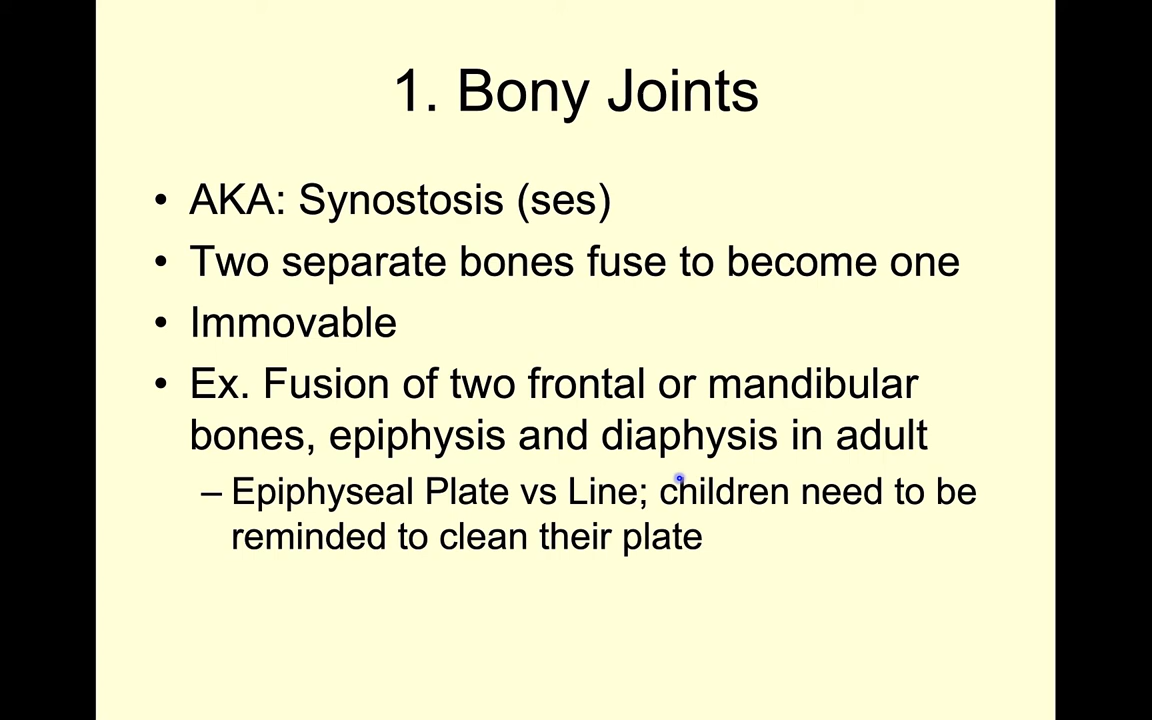 1. Bony Joints
• AKA: Synostosis (ses)
• Two separate bones fuse to become one
• Immovable
• Ex. Fusion of two frontal or mandibular
bones, epiphysis and diaphysis in adult
– Epiphyseal Plate vs Line; children need to be
reminded to clean their plate